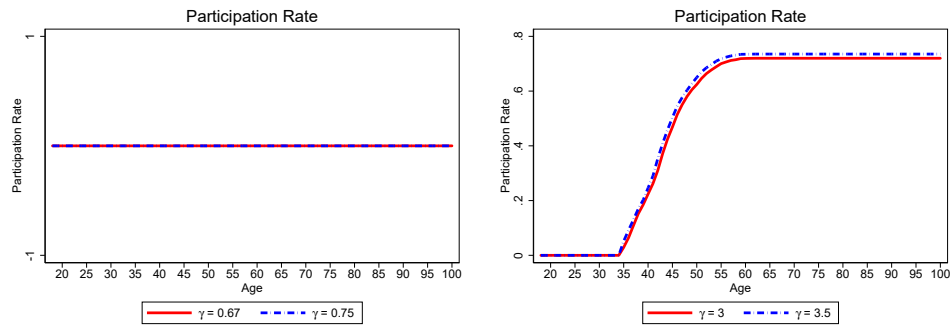 Participation Rate
Participation Rate
1
-1
20 25 30 35 40 45 50 55 60 65 70 75 80 85 90 95 100
Age
γ = 0.67 γ = 0.75
Participation Rate
Participation Rate
.8
.6
.4
.2
0
20 25 30 35 40 45 50 55 60 65 70 75 80 85 90 95 100
Age
γ = 3 γ = 3.5